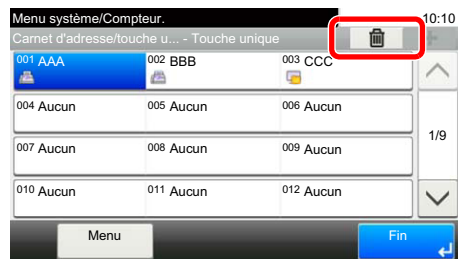 Menu système/Compteur.
10:10
Carnet d'adresse/touche u... - Touche unique
001 AAA
002 BBB
003 CCC
004 Aucun
005 Aucun
006 Aucun
1/9
007 Aucun
008 Aucun
009 Aucun
010 Aucun
011 Aucun
012 Aucun
Menu
Fin